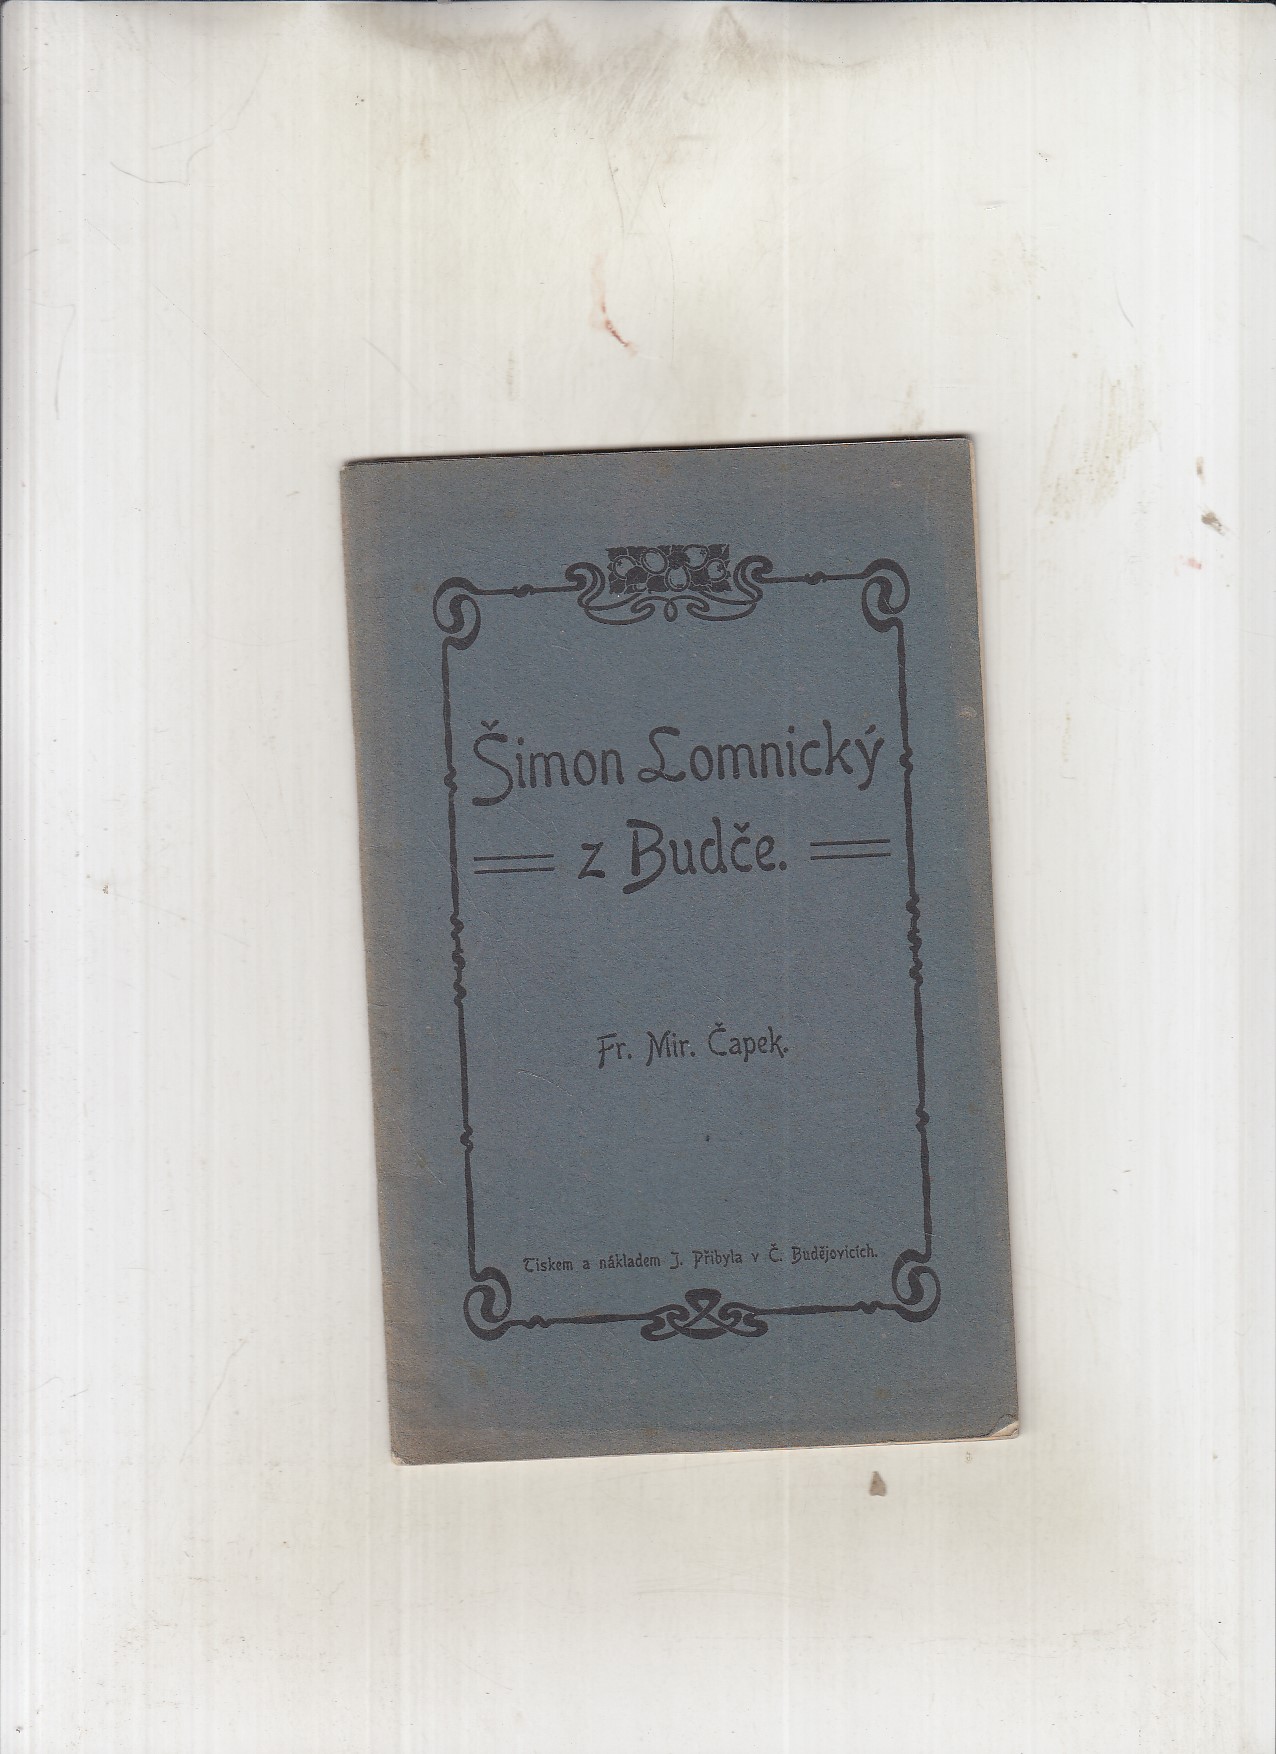 Šimon Lomnický
z Budče.
Fr. Mir. Čapek.
Tiskem a nákladem J. Přibyla v Č. Budějovicích.